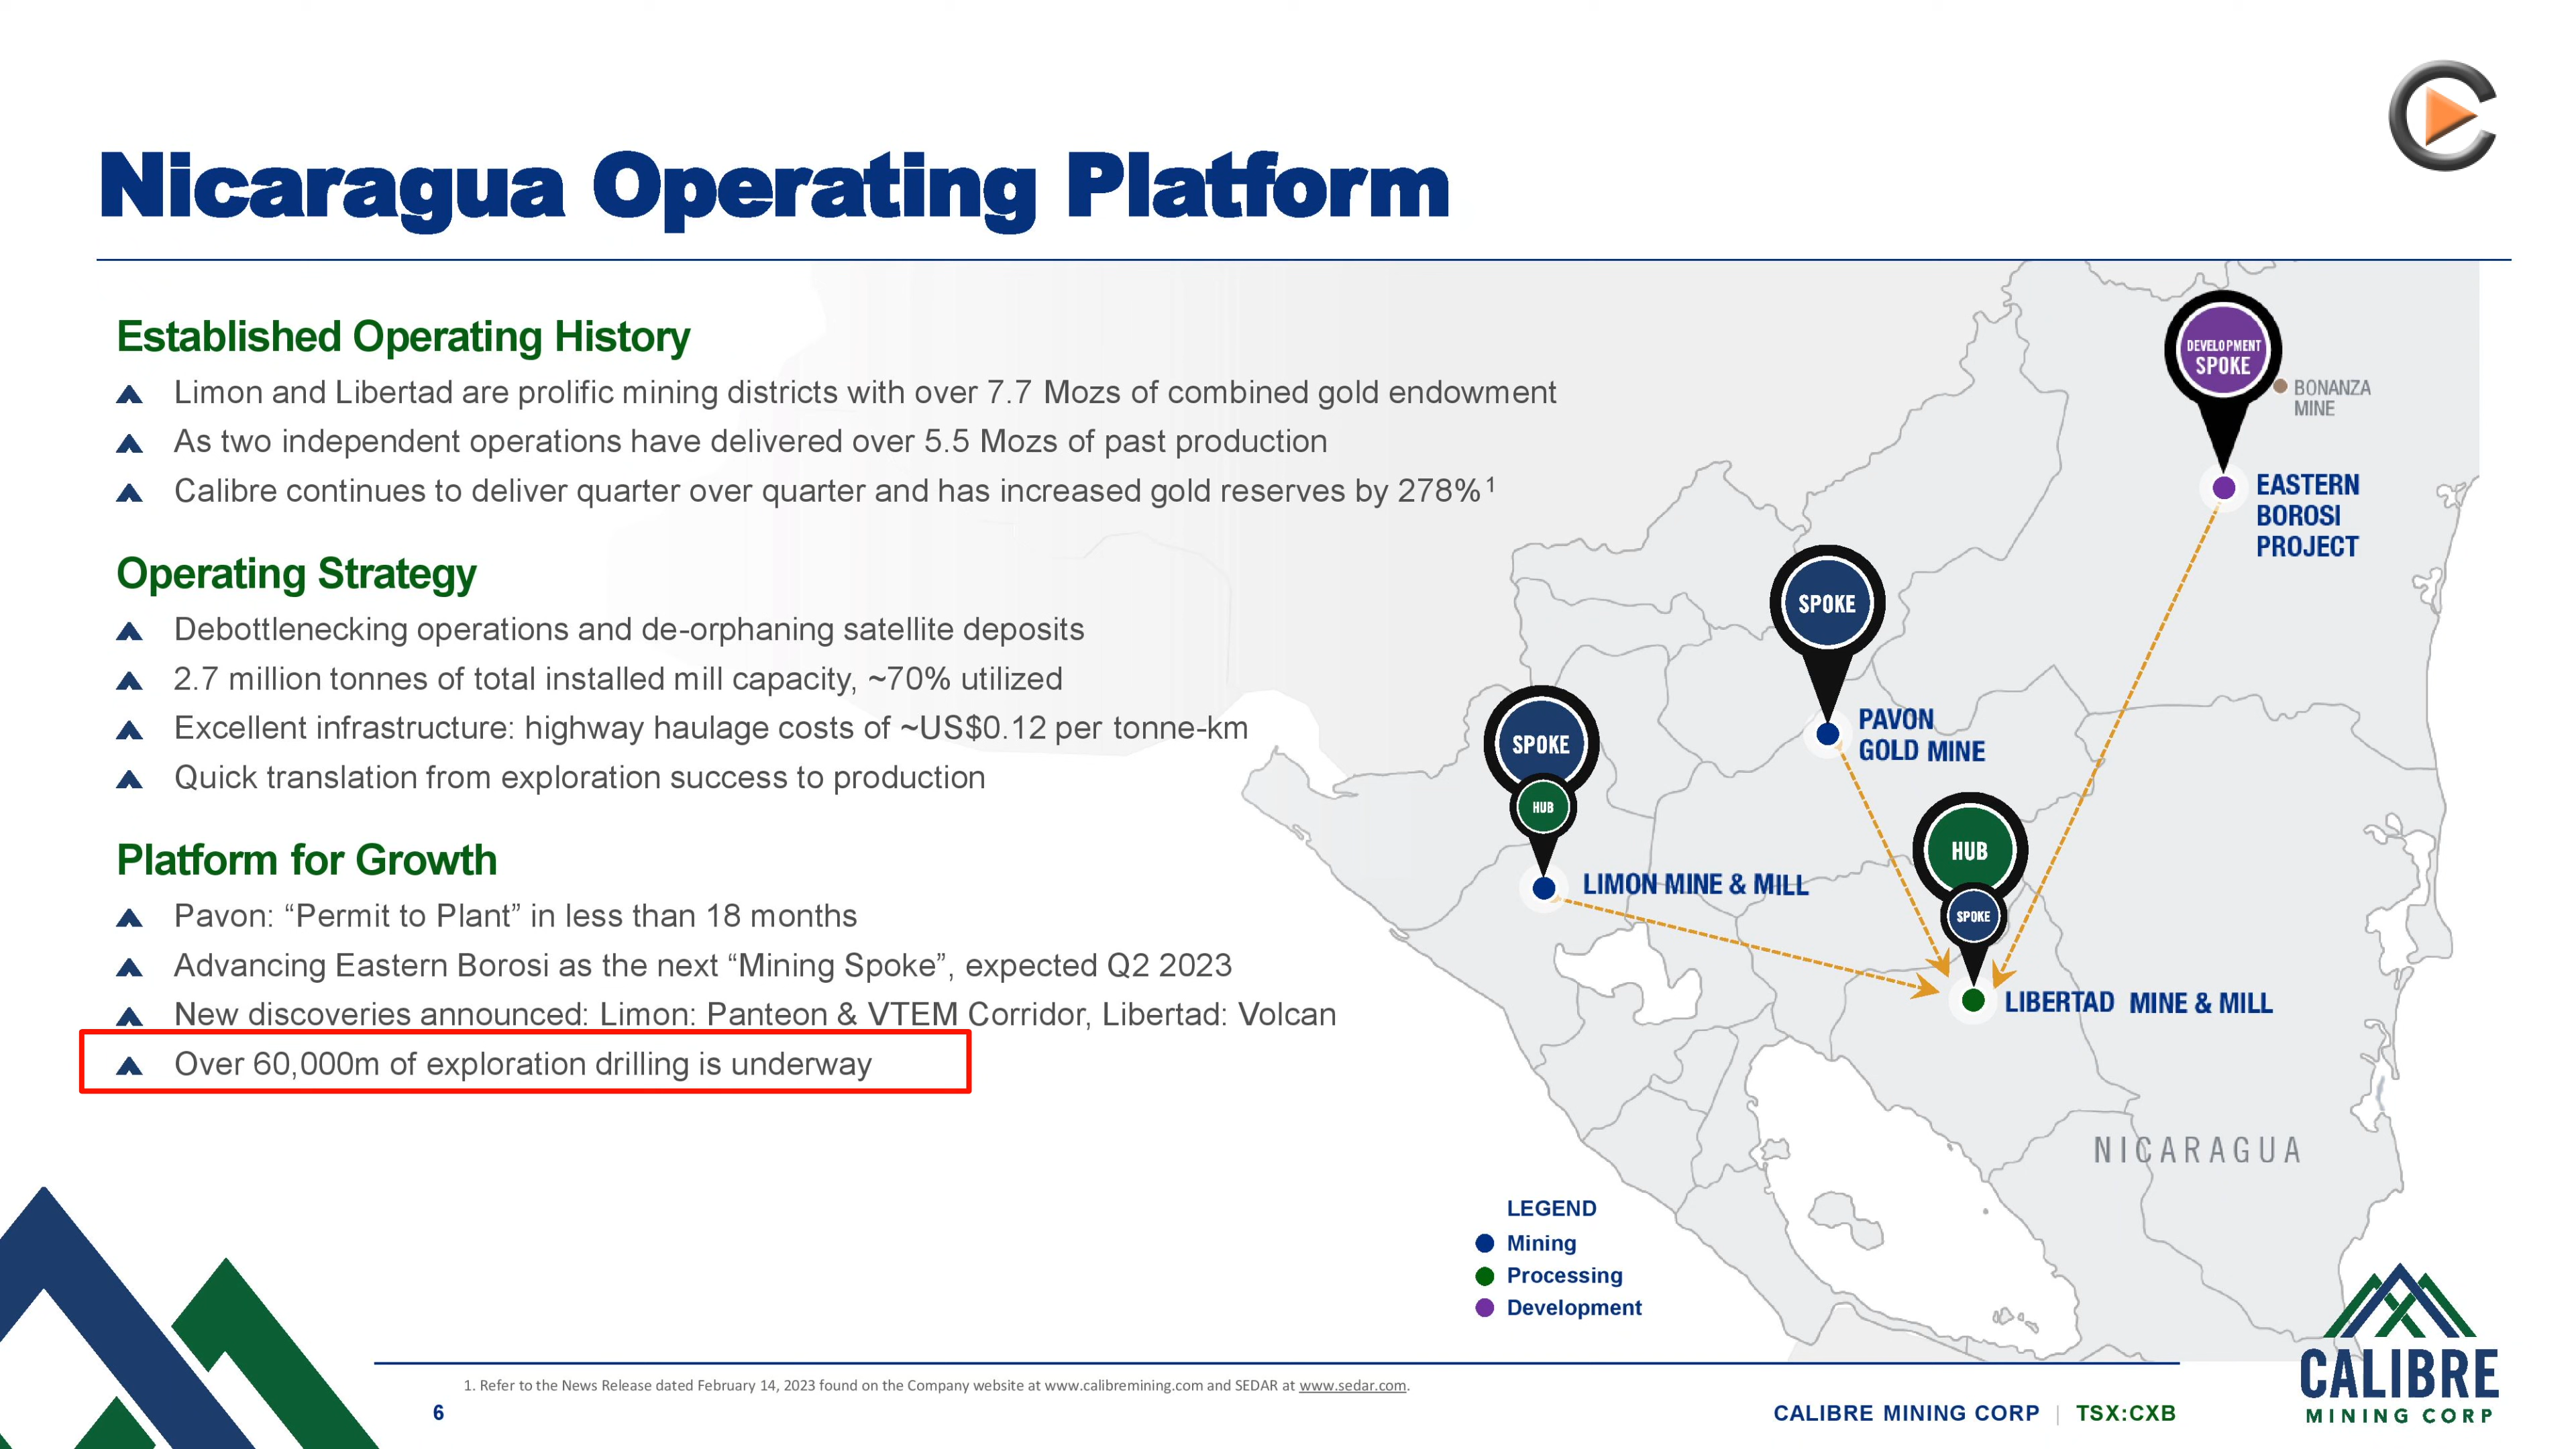 Nicaragua Operating Platform
Established Operating History
Limon and Libertad are prolific mining districts with over 7.7 Mozs of combined gold endowment
As two independent operations have delivered over 5.5 Mozs of past production
Calibre continues to deliver quarter over quarter and has increased gold reserves by 278%¹
Operating Strategy
Debottlenecking operations and de-orphaning satellite deposits
2.7 million tonnes of total installed mill capacity, ~70% utilized
Excellent infrastructure: highway haulage costs of ~US$0.12 per tonne-km
Quick translation from exploration success to production
Platform for Growth
Pavon: “Permit to Plant” in less than 18 months
Advancing Eastern Borosi as the next “Mining Spoke”, expected Q2 2023
New discoveries announced: Limon: Panteon & VTEM Corridor, Libertad: Volcan
Over 60,000m of exploration drilling is underway
DEVELOPMENT
SPOKE
BONANZA
MINE
EASTERN
BOROSI
PROJECT
SPOKE
PAVON
GOLD MINE
SPOKE
HUB
LIMON MINE & MILL
HUB
SPOKE
LIBERTAD MINE & MILL
NICARAGUA
LEGEND
Mining
Processing
Development
1. Refer to the News Release dated February 14, 2023 found on the Company website at www.calibremining.com and SEDAR at www.sedar.com.
6
CALIBRE MINING CORP | TSX:CXB
CALIBRE
MINING CORP